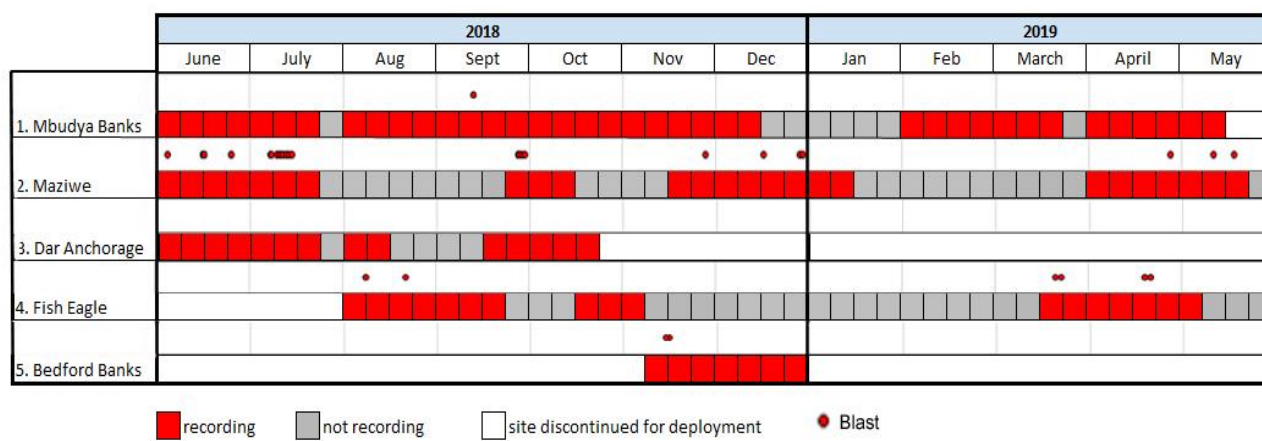 2018 2019
June July Aug Sept Oct Nov Dec Jan Feb March April May
1. Mbudya Banks
2. Maziwe
3. Dar Anchorage
4. Fish Eagle
5. Bedford Banks
recording not recording site discontinued for deployment Blast